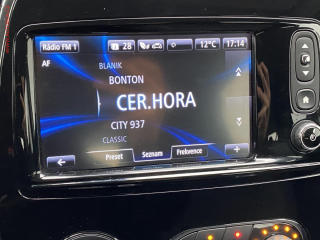 Rádio FM 1
28
12°C
17:14
AF
BLANIK
BONTON
CER.HORA
CITY 937
CLASSIC
Preset
Seznam
Frekvence